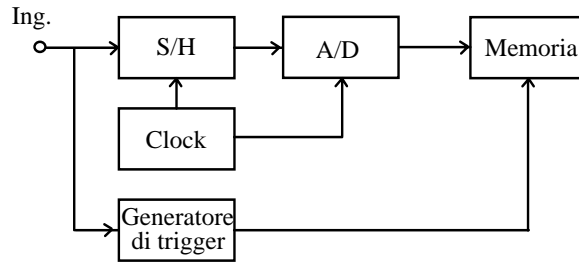 Ing.
S/H
A/D
Memoria
Clock
Generatore
di trigger